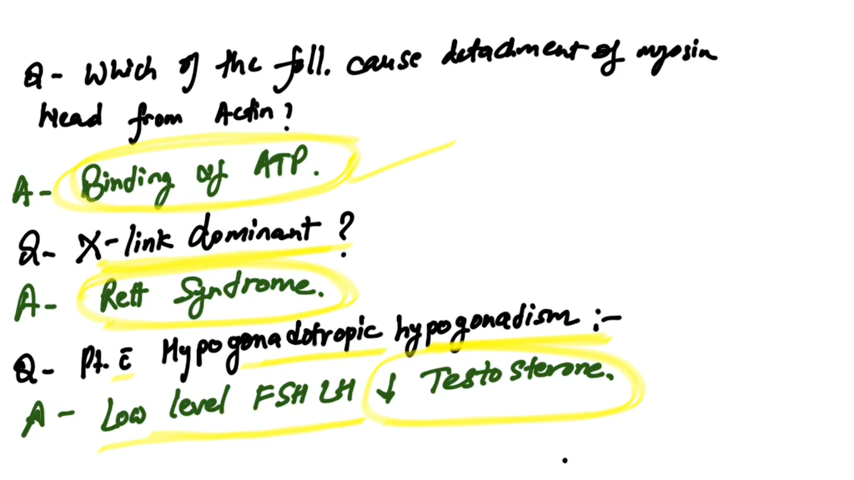 Q- Which of the foll. cause detachment of myosin
Head from Actin?
A- Binding of ATP.
Q- X-link dominant?
A- Rett Syndrome.
Q- Pt. c̄ Hypogonadotropic hypogonadism :-
A- Low level FSH LH ↓ Testosterone.